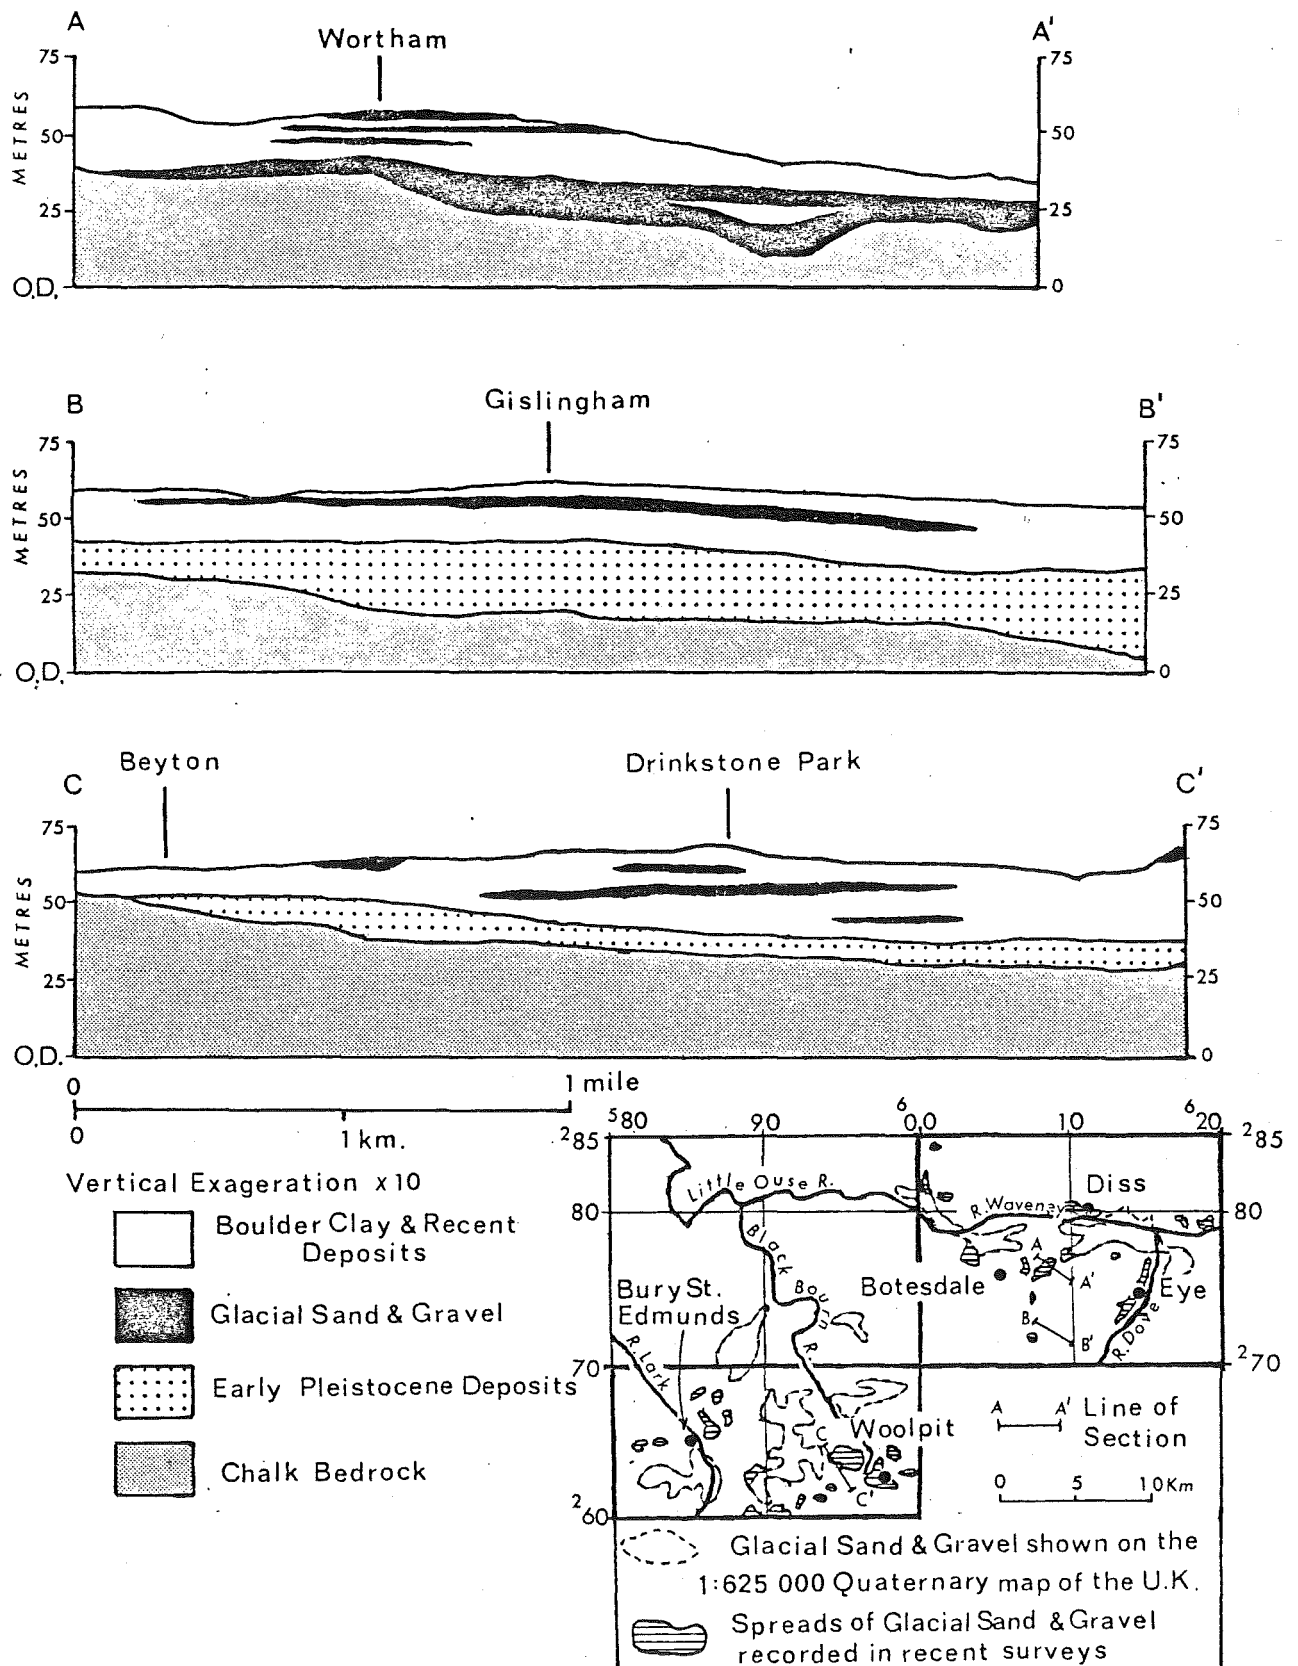 A
Wortham
A'
75
75
METRES
50
50
25
25
O.D.
0
B
Gislingham
B'
75
75
METRES
50
50
25
25
O.D.
0
Beyton
Drinkstone Park
C
C'
75
75
METRES
50
50
25
25
O.D.
0
0
1 mile
0
1 km.
Vertical Exageration x 10
Boulder Clay & Recent
Deposits
Glacial Sand & Gravel
Early Pleistocene Deposits
Chalk Bedrock
580
90
600
10
620
285
285
Little Ouse R.
Diss
R. Waveney
80
80
Black Bourn R.
A
A'
Botesdale
Eye
Bury St.
Edmunds
B
B'
R. Dove
R. Lark
70
270
A
A'
Line of
Section
Woolpit
C
C'
0
5
10 Km
260
Glacial Sand & Gravel shown on the
1:625 000 Quaternary map of the U.K.
Spreads of Glacial Sand & Gravel
recorded in recent surveys